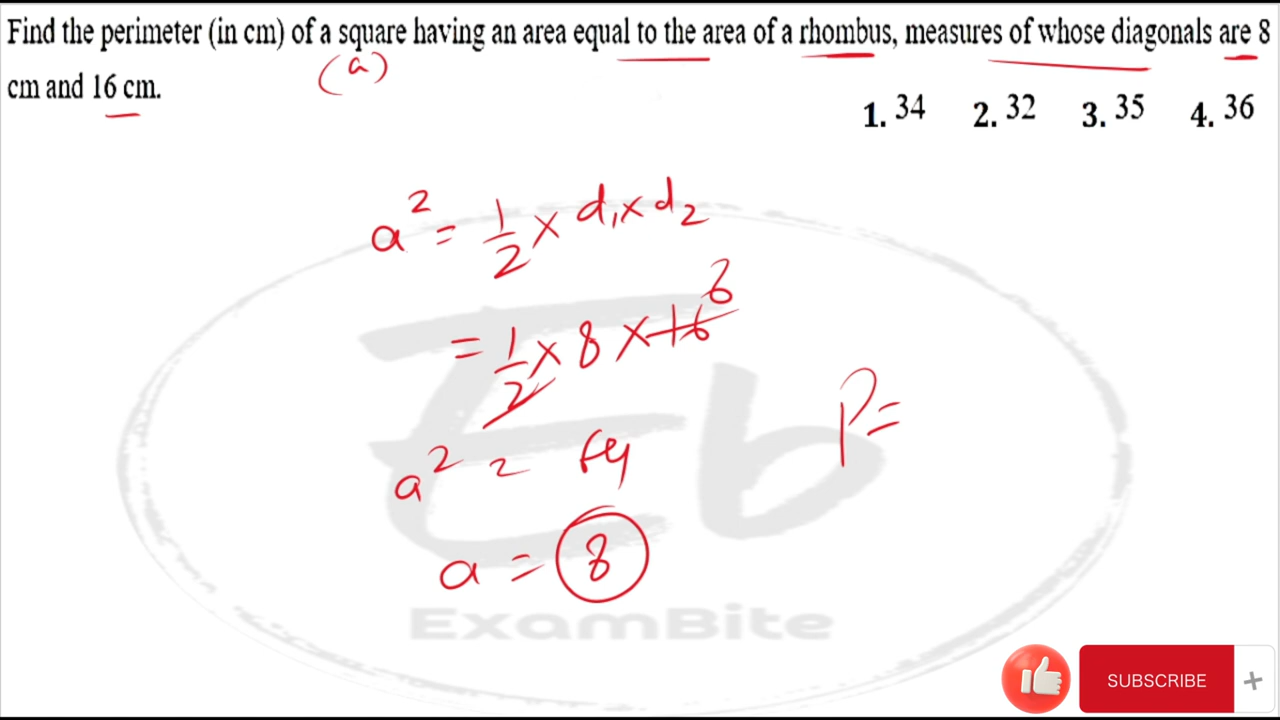 Find the perimeter (in cm) of a square having an area equal to the area of a rhombus, measures of whose diagonals are 8
cm and 16 cm.
(a)
1. 34 2. 32 3. 35 4. 36
a² = 1/2 × d₁ × d₂
8
= 1/2 × 8 × 16
P =
a² = 64
a = 8
Eb
ExamBite
SUBSCRIBE +